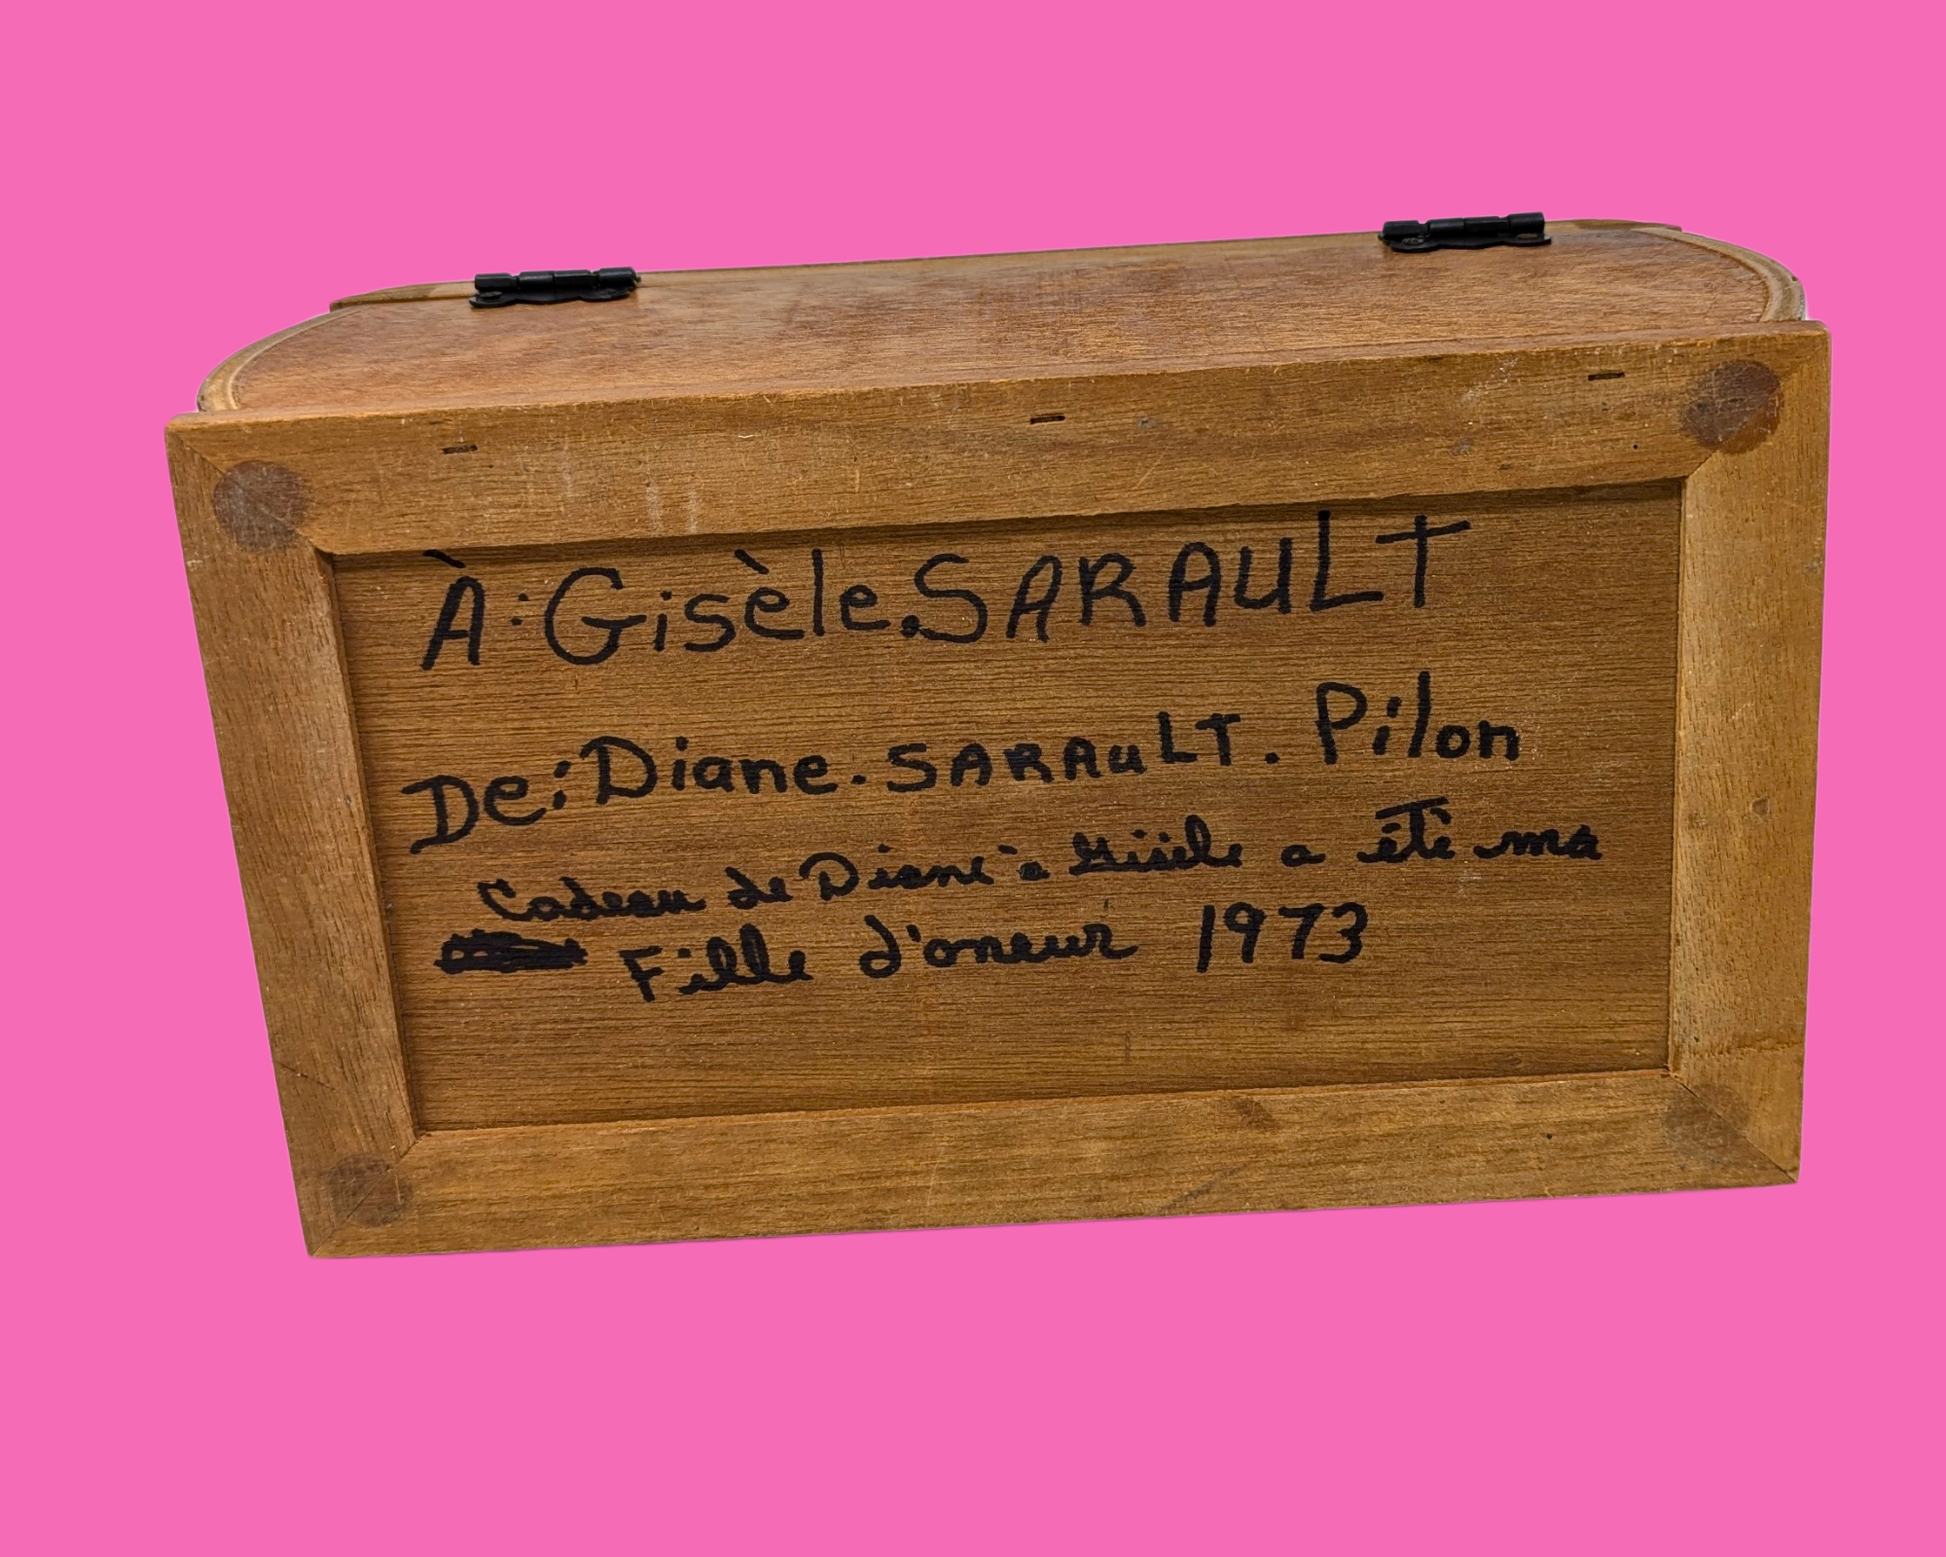 À: Gisèle. SARAULT
De: Diane. SARAULT. Pilon
Cadeau de Diane à Gisèle a été ma
Fille d'oneur 1973